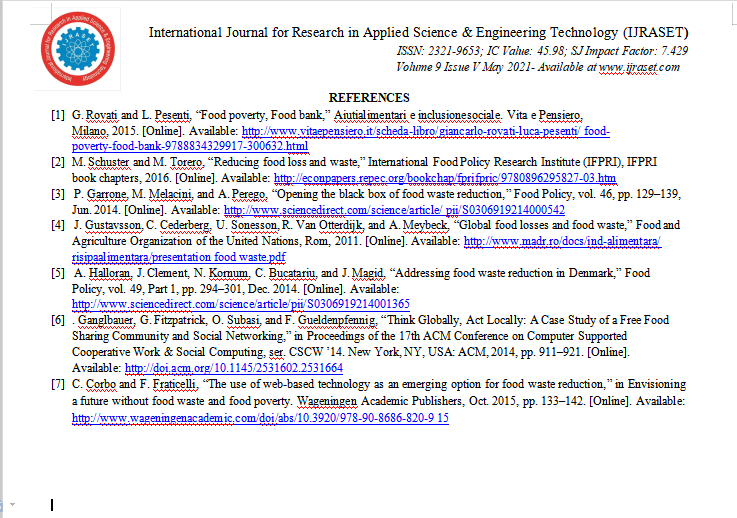 International Journal for Research in Applied Science & Engineering Technology (IJRASET)
ISSN: 2321-9653; IC Value: 45.98; SJ Impact Factor: 7.429
Volume 9 Issue V May 2021- Available at www.ijraset.com
REFERENCES
[1] G. Rovati and L. Pesenti, “Food poverty, Food bank,” Aiutialimentari e inclusionesociale. Vita e Pensiero,
Milano, 2015. [Online]. Available: http://www.vitaepensiero.it/scheda-libro/giancarlo-rovati-luca-pesenti/ food-
poverty-food-bank-9788834329917-300632.html
[2] M. Schuster and M. Torero, “Reducing food loss and waste,” International Food Policy Research Institute (IFPRI), IFPRI
book chapters, 2016. [Online]. Available: http://econpapers.repec.org/bookchap/fprifpric/9780896295827-03.htm
[3] P. Garrone, M. Melacini, and A. Perego, “Opening the black box of food waste reduction,” Food Policy, vol. 46, pp. 129–139,
Jun. 2014. [Online]. Available: http://www.sciencedirect.com/science/article/ pii/S0306919214000542
[4] J. Gustavsson, C. Cederberg, U. Sonesson, R. Van Otterdijk, and A. Meybeck, “Global food losses and food waste,” Food and
Agriculture Organization of the United Nations, Rom, 2011. [Online]. Available: http://www.madr.ro/docs/ind-alimentara/
risipaalimentara/presentation food waste.pdf
[5] A. Halloran, J. Clement, N. Kornum, C. Bucatariu, and J. Magid, “Addressing food waste reduction in Denmark,” Food
Policy, vol. 49, Part 1, pp. 294–301, Dec. 2014. [Online]. Available:
http://www.sciencedirect.com/science/article/pii/S0306919214001365
[6] . Ganglbauer, G. Fitzpatrick, O. Subasi, and F. Gueldenpfennig, “Think Globally, Act Locally: A Case Study of a Free Food
Sharing Community and Social Networking,” in Proceedings of the 17th ACM Conference on Computer Supported
Cooperative Work & Social Computing, ser. CSCW ’14. New York, NY, USA: ACM, 2014, pp. 911–921. [Online].
Available: http://doi.acm.org/10.1145/2531602.2531664
[7] C. Corbo and F. Fraticelli, “The use of web-based technology as an emerging option for food waste reduction,” in Envisioning
a future without food waste and food poverty. Wageningen Academic Publishers, Oct. 2015, pp. 133–142. [Online]. Available:
http://www.wageningenacademic.com/doi/abs/10.3920/978-90-8686-820-9 15